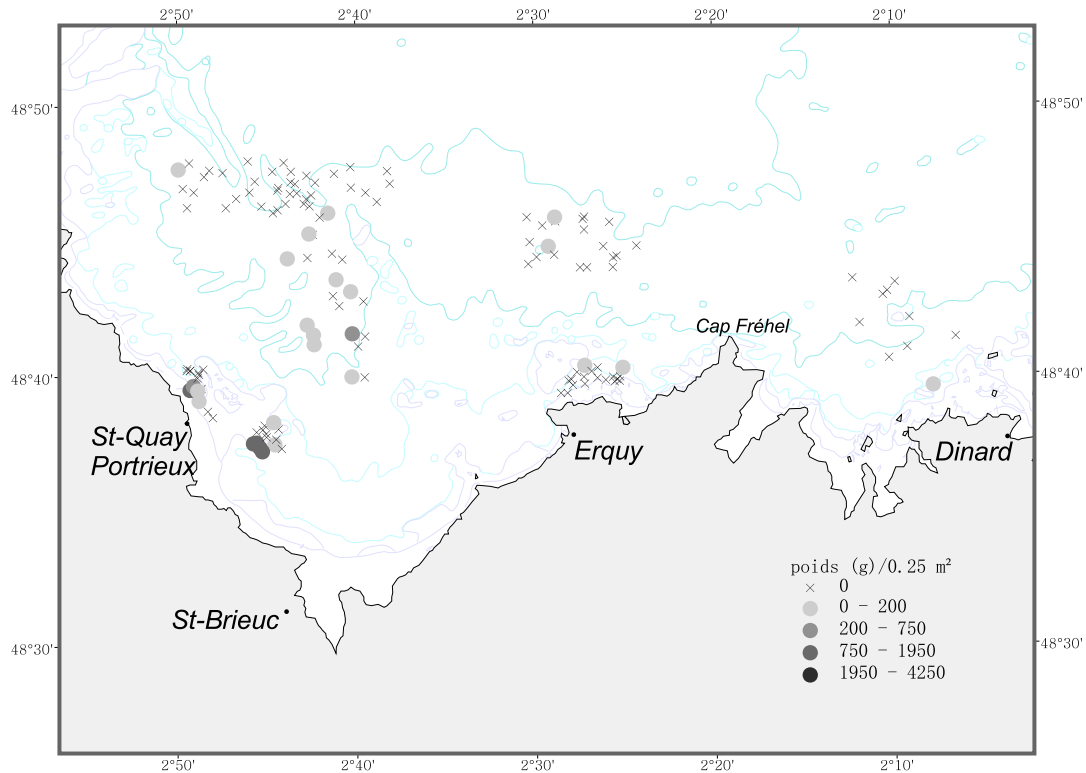 2°50' 2°40' 2°30' 2°20' 2°10'
48°50' 48°50'
Cap Fréhel
48°40' 48°40'
St-Quay
Portrieux
Erquy
Dinard
poids (g)/0.25 m²
0
0 - 200
St-Brieuc
200 - 750
48°30' 48°30'
750 - 1950
1950 - 4250
2°50' 2°40' 2°30' 2°20' 2°10'